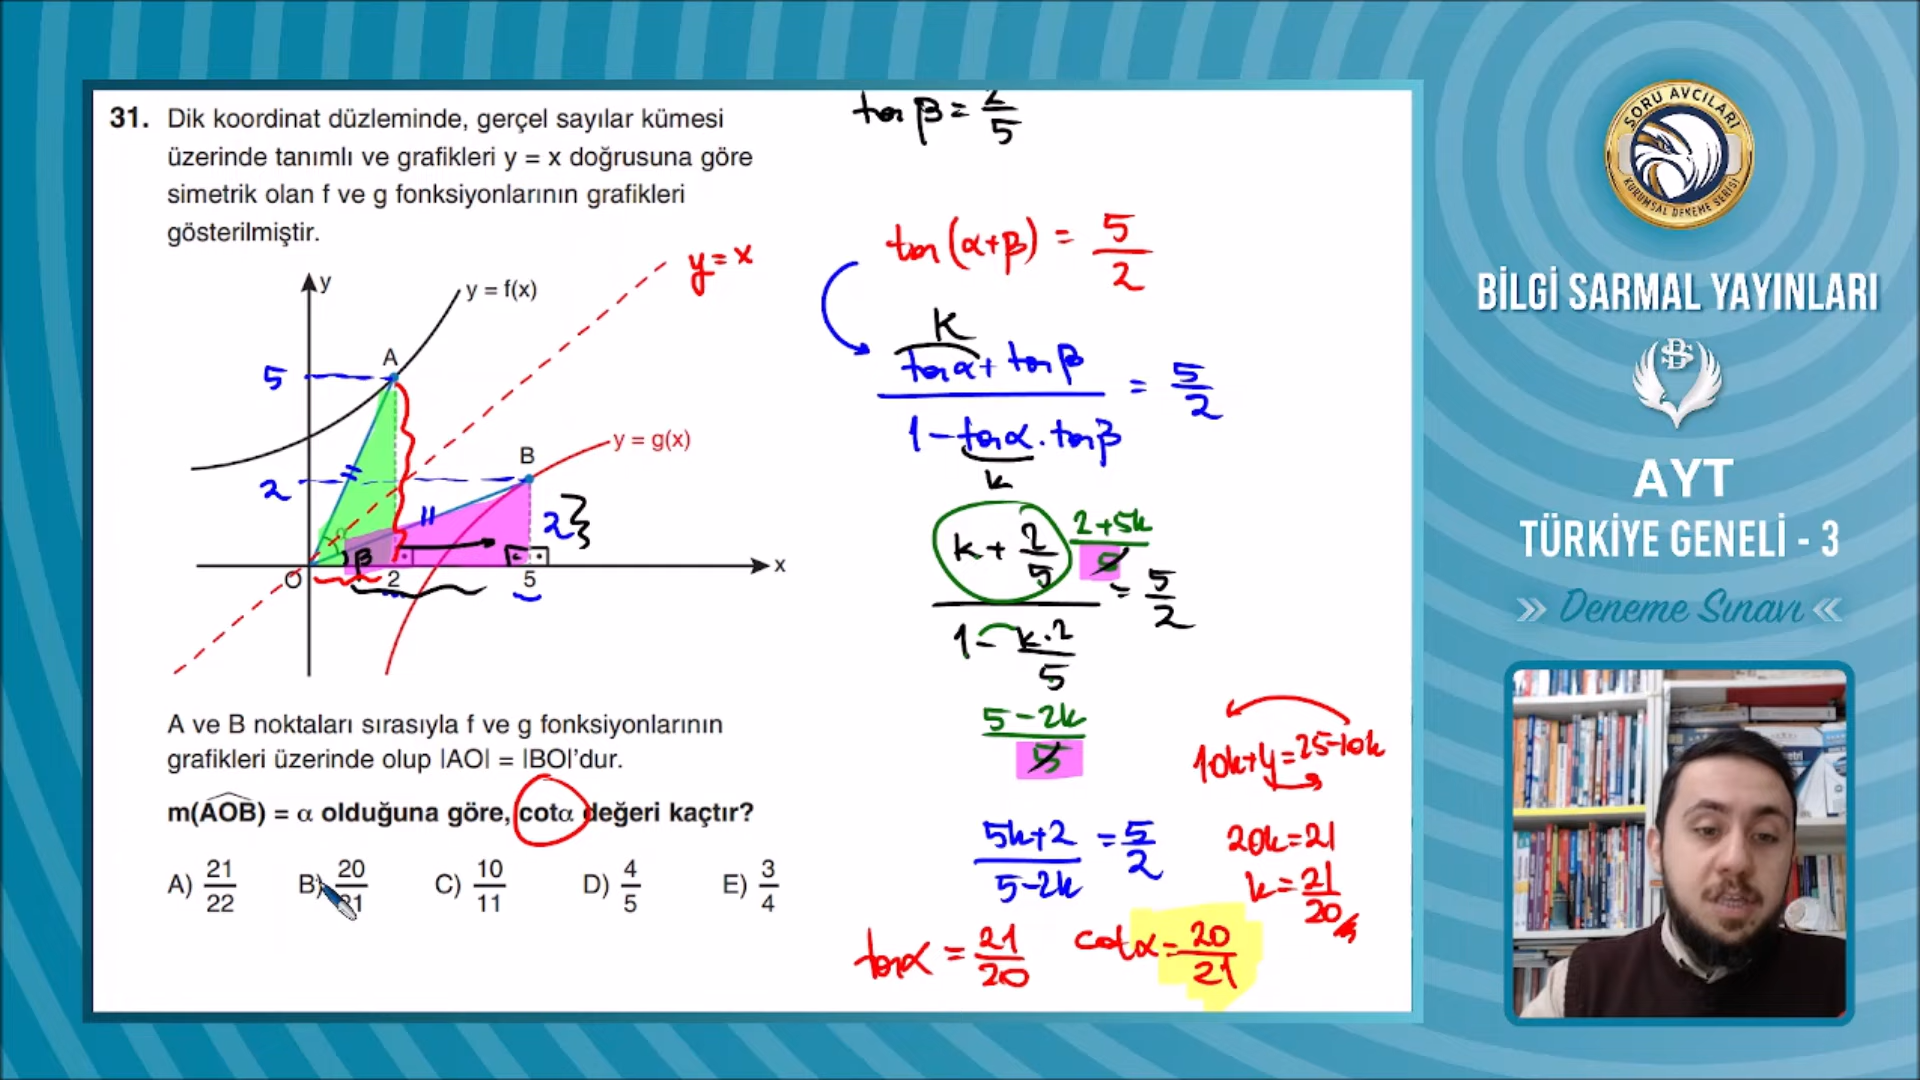 31. Dik koordinat düzleminde, gerçel sayılar kümesi
üzerinde tanımlı ve grafikleri y = x doğrusuna göre
simetrik olan f ve g fonksiyonlarının grafikleri
gösterilmiştir.
y = x
y
y = f(x)
A
5
y = g(x)
B
2
2
β
x
O
2
5
A ve B noktaları sırasıyla f ve g fonksiyonlarının
grafikleri üzerinde olup |AO| = |BO|'dur.
m(AOB) = α olduğuna göre, cotα değeri kaçtır?
A) 21/22 B) 20/21 C) 10/11 D) 4/5 E) 3/4
tan β = 2/5
tan (α+β) = 5/2
k
tanα + tanβ
1 - tanα . tanβ
= 5/2
k
k + 2/5
2+5k
5
1 - k.2/5
= 5/2
5-2k
5
10k+4=25-10k
5k+2 / 5-2k = 5/2
20k=21
k=21/20
tanα = 21/20
cotα = 20/21
SORU AVCILARI
KURUMSAL DENEME SERİSİ
BİLGİ SARMAL YAYINLARI
AYT
TÜRKİYE GENELİ - 3
Deneme Sınavı